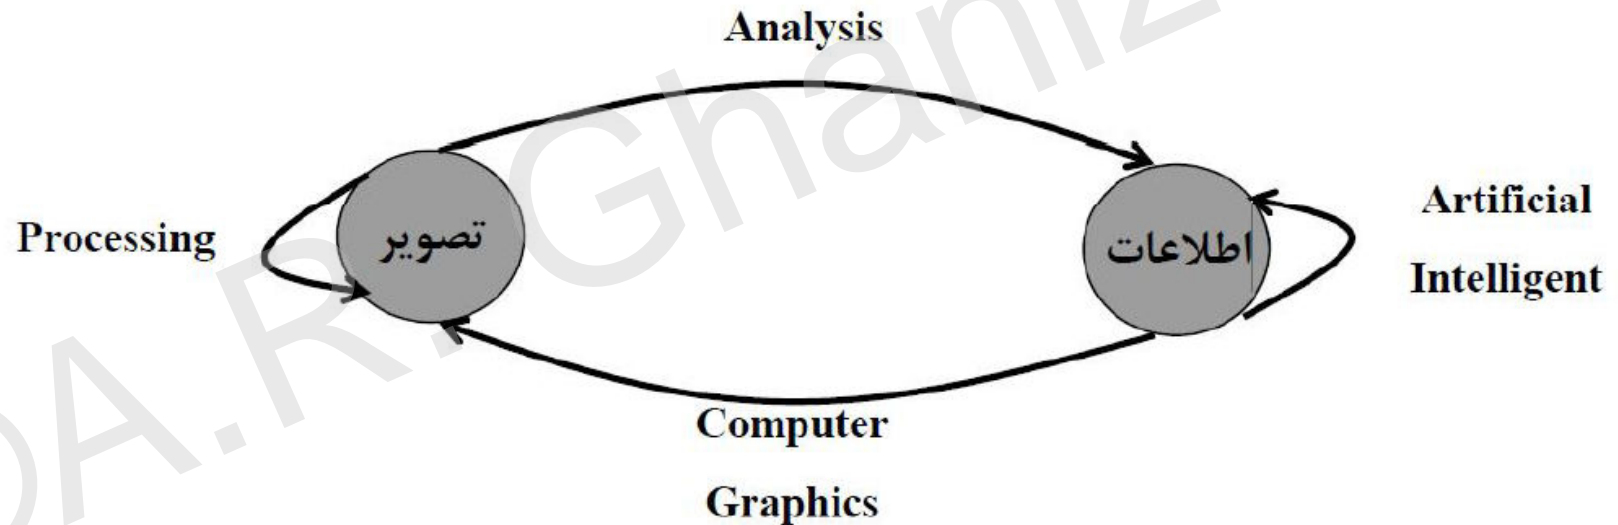 Analysis
Processing
تصویر
اطلاعات
Artificial
Intelligent
Computer
Graphics